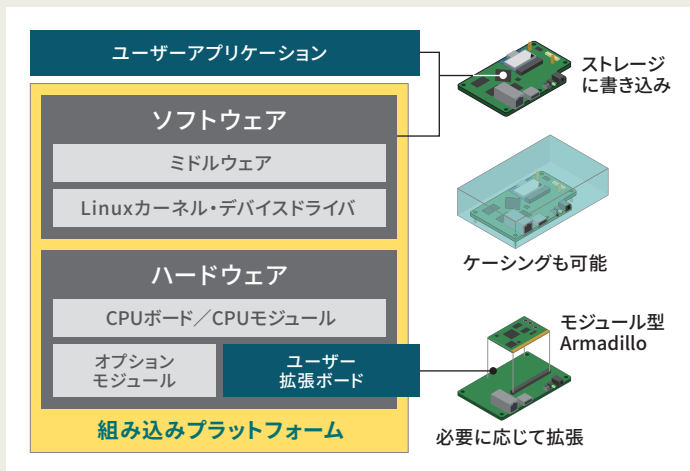 ユーザーアプリケーション
ソフトウェア
ミドルウェア
Linuxカーネル・デバイスドライバ
ハードウェア
CPUボード／CPUモジュール
オプション
モジュール
ユーザー
拡張ボード
組み込みプラットフォーム
ストレージ
に書き込み
ケーシングも可能
モジュール型
Armadillo
必要に応じて拡張